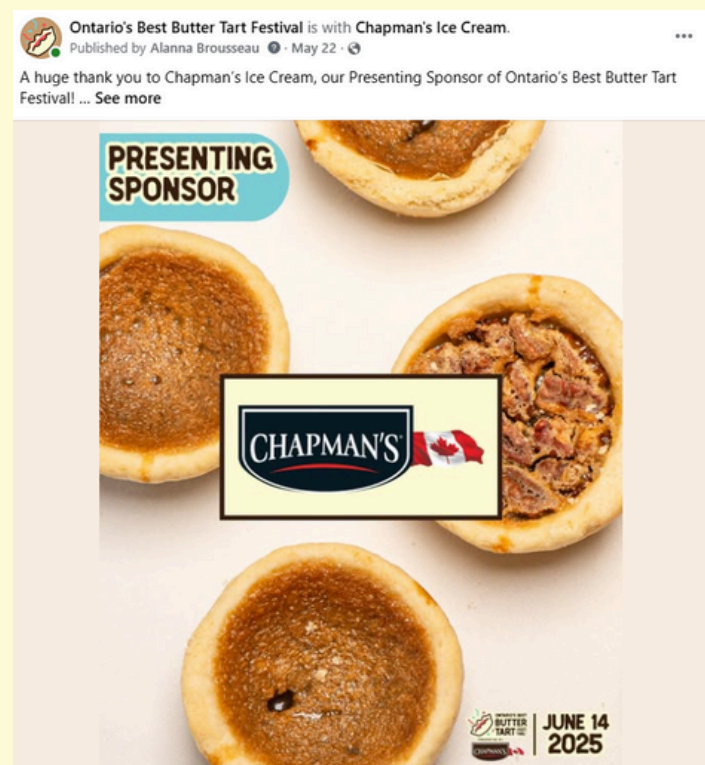 Ontario's Best Butter Tart Festival is with Chapman's Ice Cream.
Published by Alanna Brousseau · May 22 ·
A huge thank you to Chapman's Ice Cream, our Presenting Sponsor of Ontario's Best Butter Tart
Festival! ... See more
PRESENTING
SPONSOR
CHAPMAN'S
ONTARIO'S BEST
BUTTER
TART
CHAPMAN'S
JUNE 14
2025